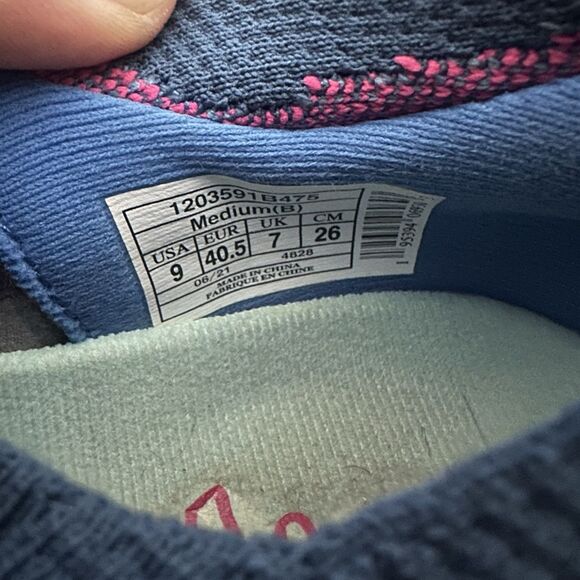 1203591B475
Medium(B)
USA EUR UK CM
9 40.5 7 26
06/21 4828
MADE IN CHINA
FABRIQUE EN CHINE